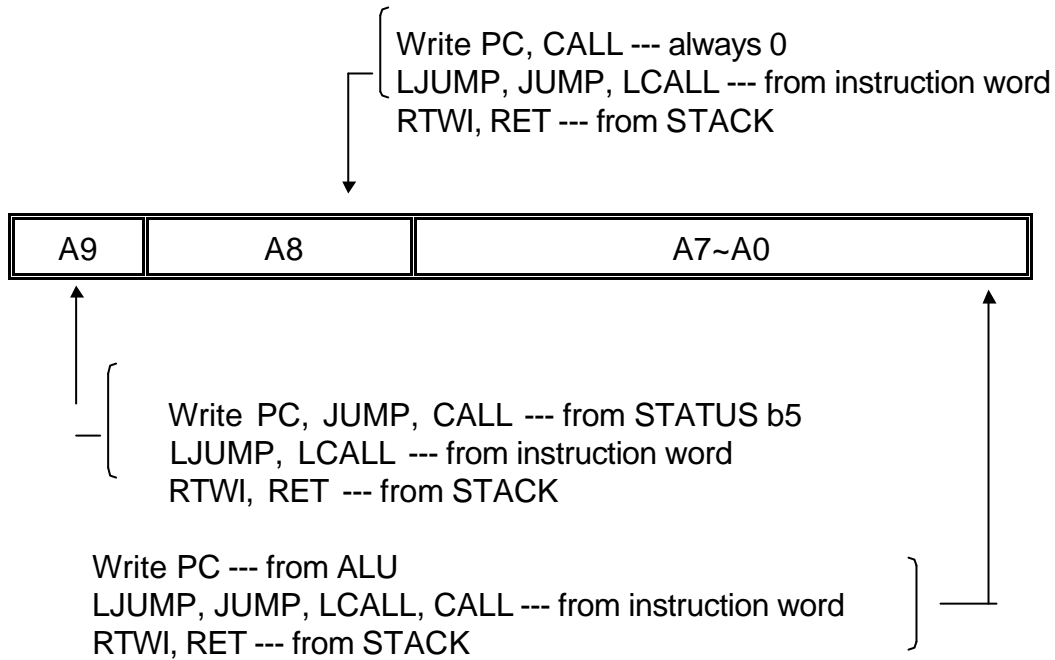 Write PC, CALL --- always 0
LJUMP, JUMP, LCALL --- from instruction word
RTWI, RET --- from STACK
A9 A8 A7~A0
Write PC, JUMP, CALL --- from STATUS b5
LJUMP, LCALL --- from instruction word
RTWI, RET --- from STACK
Write PC --- from ALU
LJUMP, JUMP, LCALL, CALL --- from instruction word
RTWI, RET --- from STACK